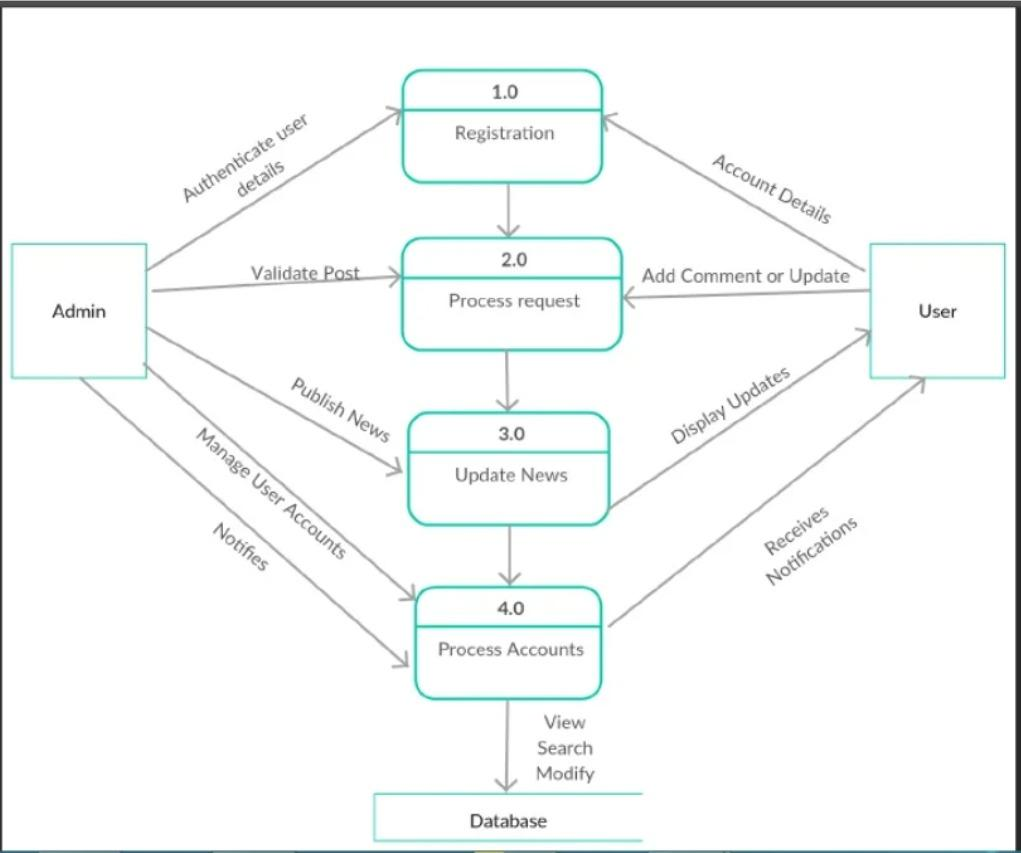 1.0
Registration
Authenticate user
details
Account Details
2.0
Process request
Validate Post
Add Comment or Update
Admin
User
Publish News
Display Updates
3.0
Update News
Manage User Accounts
Notifies
Receives
Notifications
4.0
Process Accounts
View
Search
Modify
Database